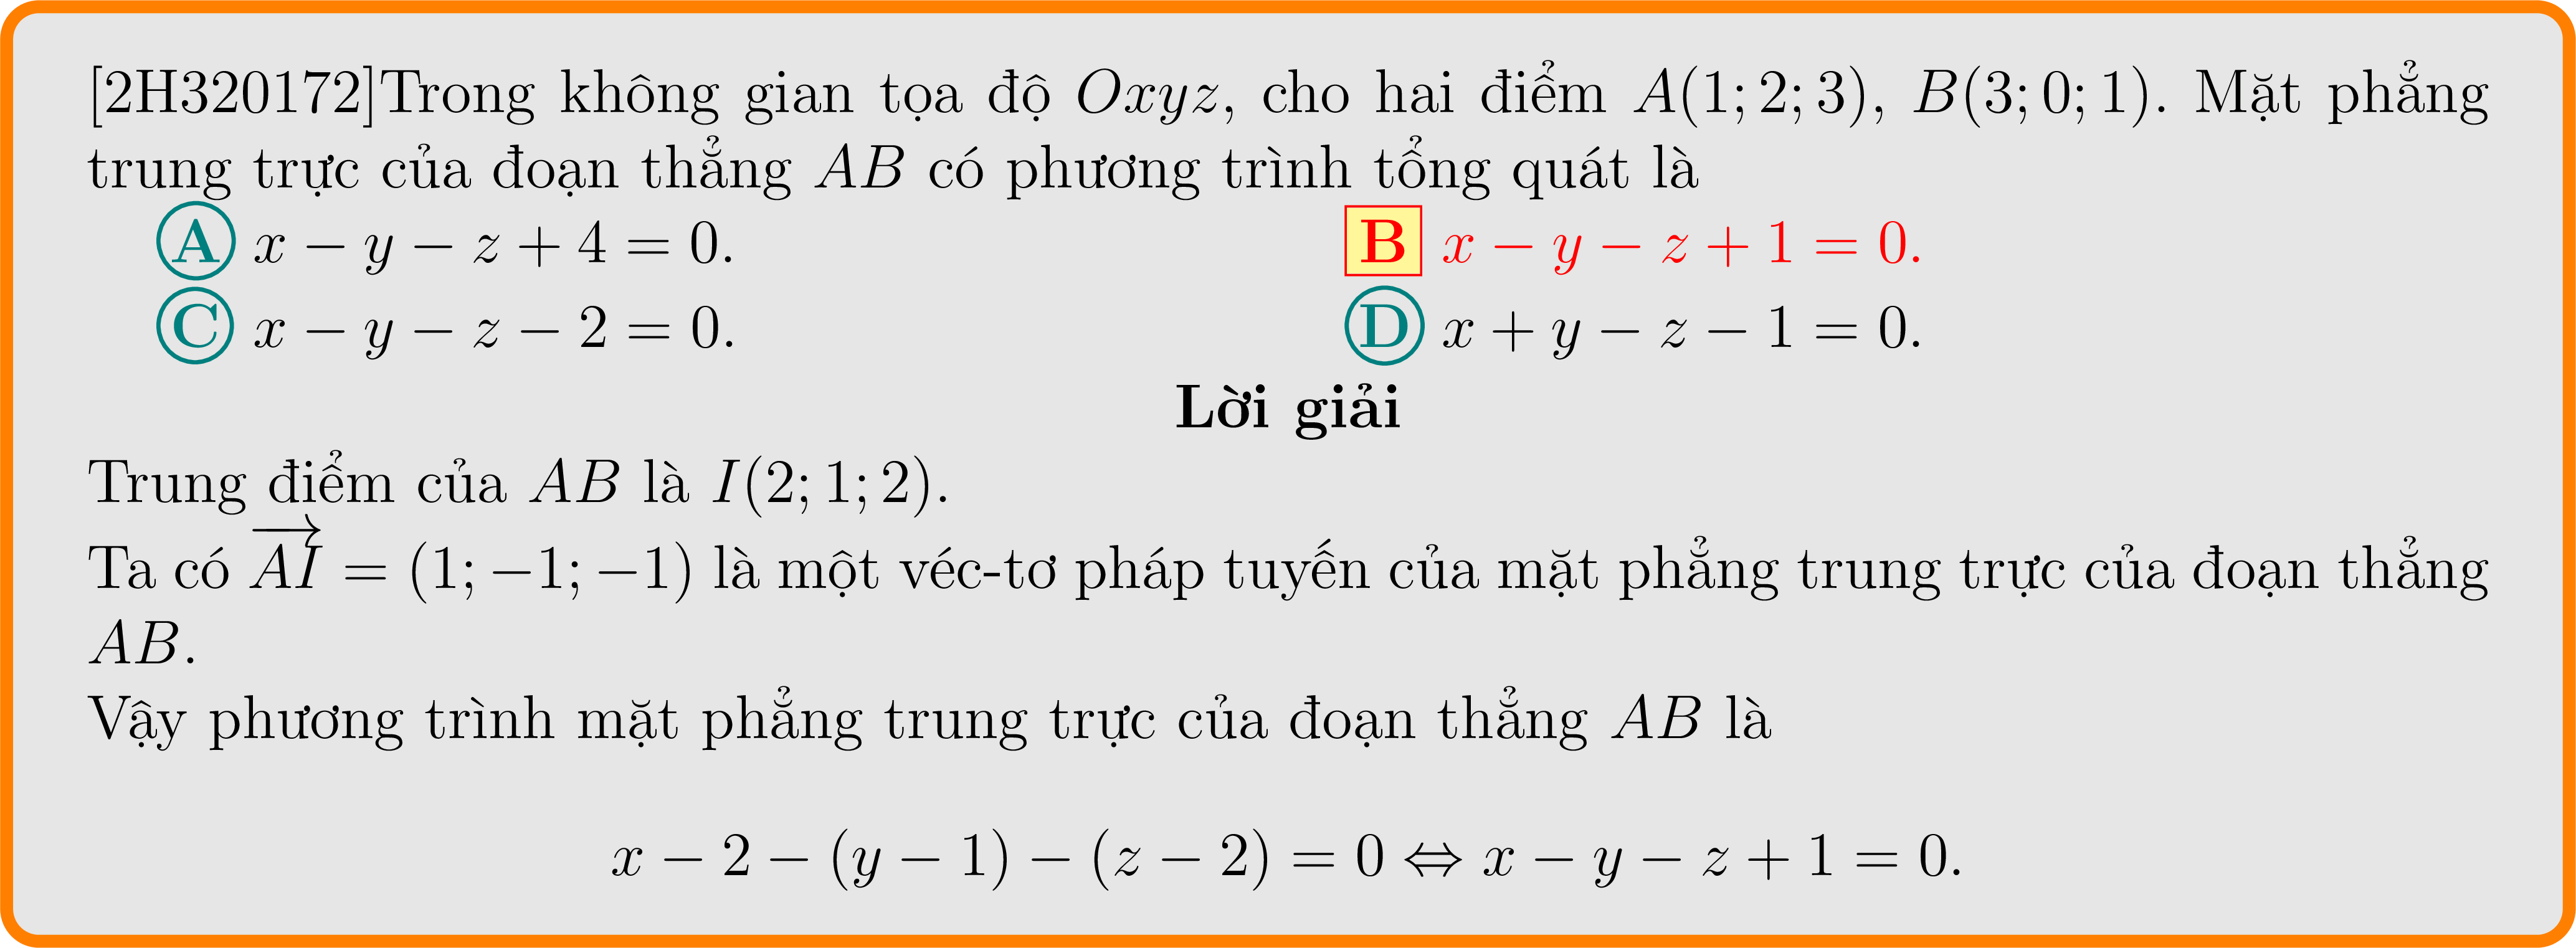 [2H320172]Trong không gian tọa độ Oxyz, cho hai điểm A(1; 2; 3), B(3; 0; 1). Mặt phẳng
trung trực của đoạn thẳng AB có phương trình tổng quát là
A x − y − z + 4 = 0. B x − y − z + 1 = 0.
C x − y − z − 2 = 0. D x + y − z − 1 = 0.
Lời giải
Trung điểm của AB là I(2; 1; 2).
Ta có $\overrightarrow{AI}$ = (1; −1; −1) là một véc-tơ pháp tuyến của mặt phẳng trung trực của đoạn thẳng
AB.
Vậy phương trình mặt phẳng trung trực của đoạn thẳng AB là
x − 2 − (y − 1) − (z − 2) = 0 ⇔ x − y − z + 1 = 0.